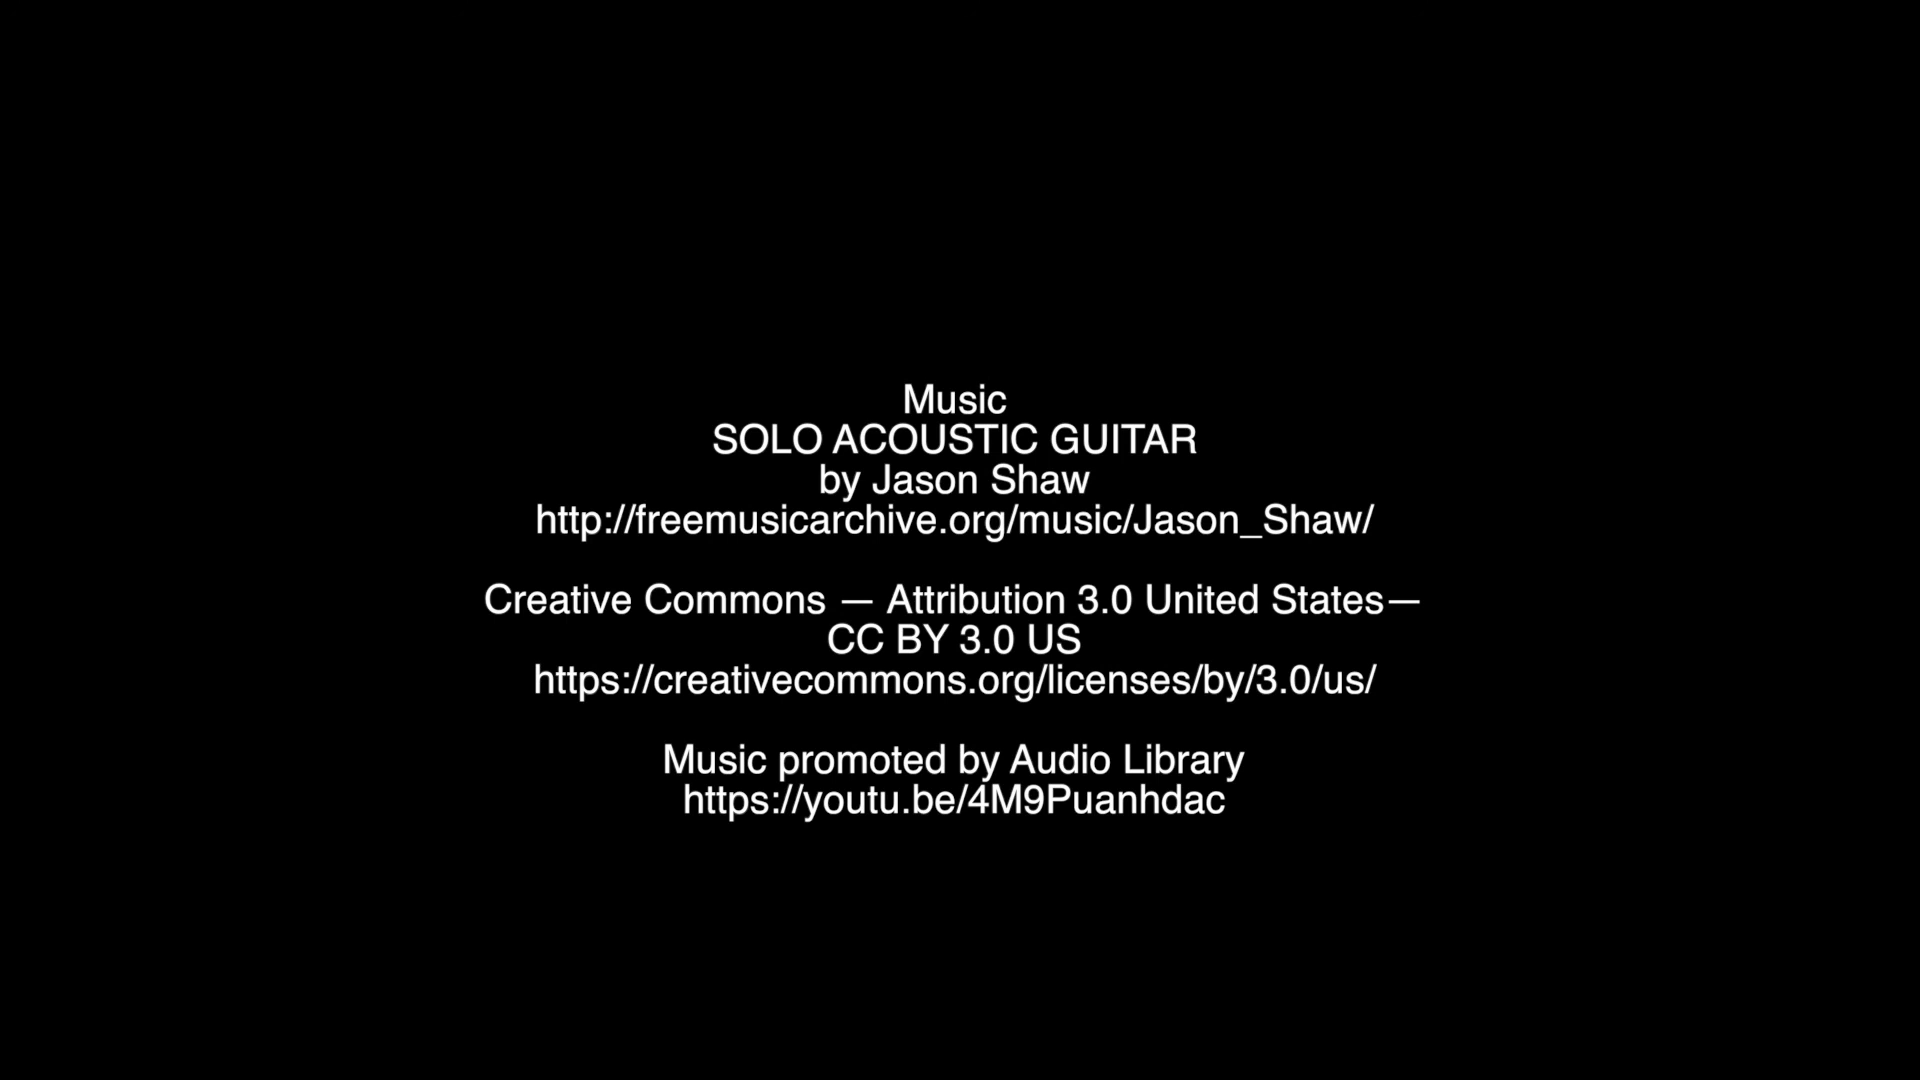 Music
SOLO ACOUSTIC GUITAR
by Jason Shaw
http://freemusicarchive.org/music/Jason_Shaw/
Creative Commons — Attribution 3.0 United States—
CC BY 3.0 US
https://creativecommons.org/licenses/by/3.0/us/
Music promoted by Audio Library
https://youtu.be/4M9Puanhdac